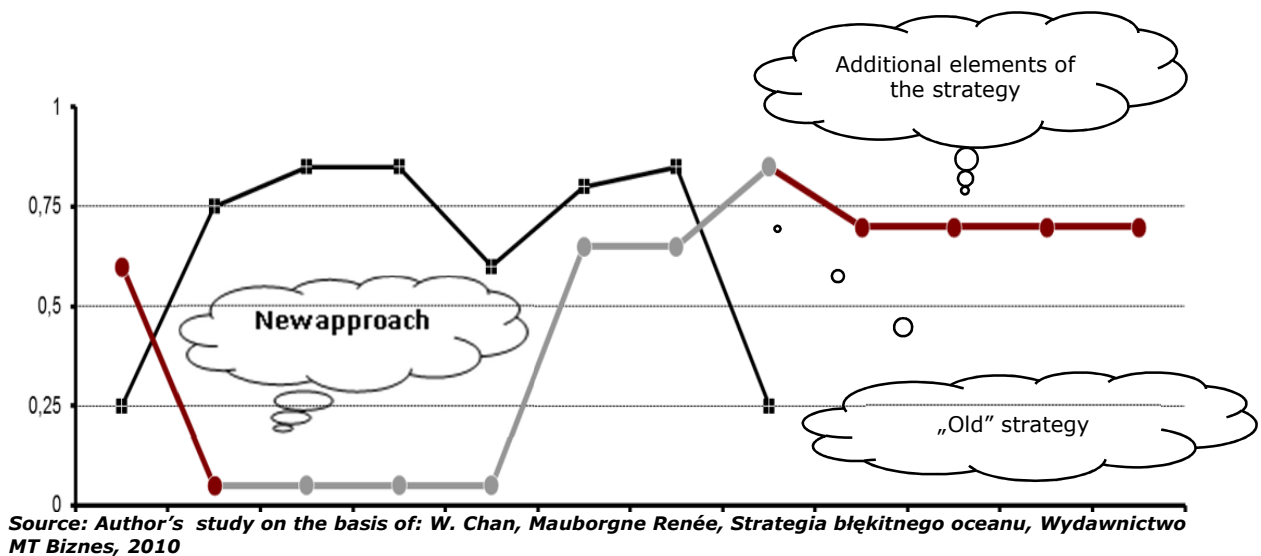 Additional elements of
the strategy
1
0,75
0,5
0,25
0
Newapproach
„Old” strategy
Source: Author’s study on the basis of: W. Chan, Mauborgne Renée, Strategia błękitnego oceanu, Wydawnictwo
MT Biznes, 2010